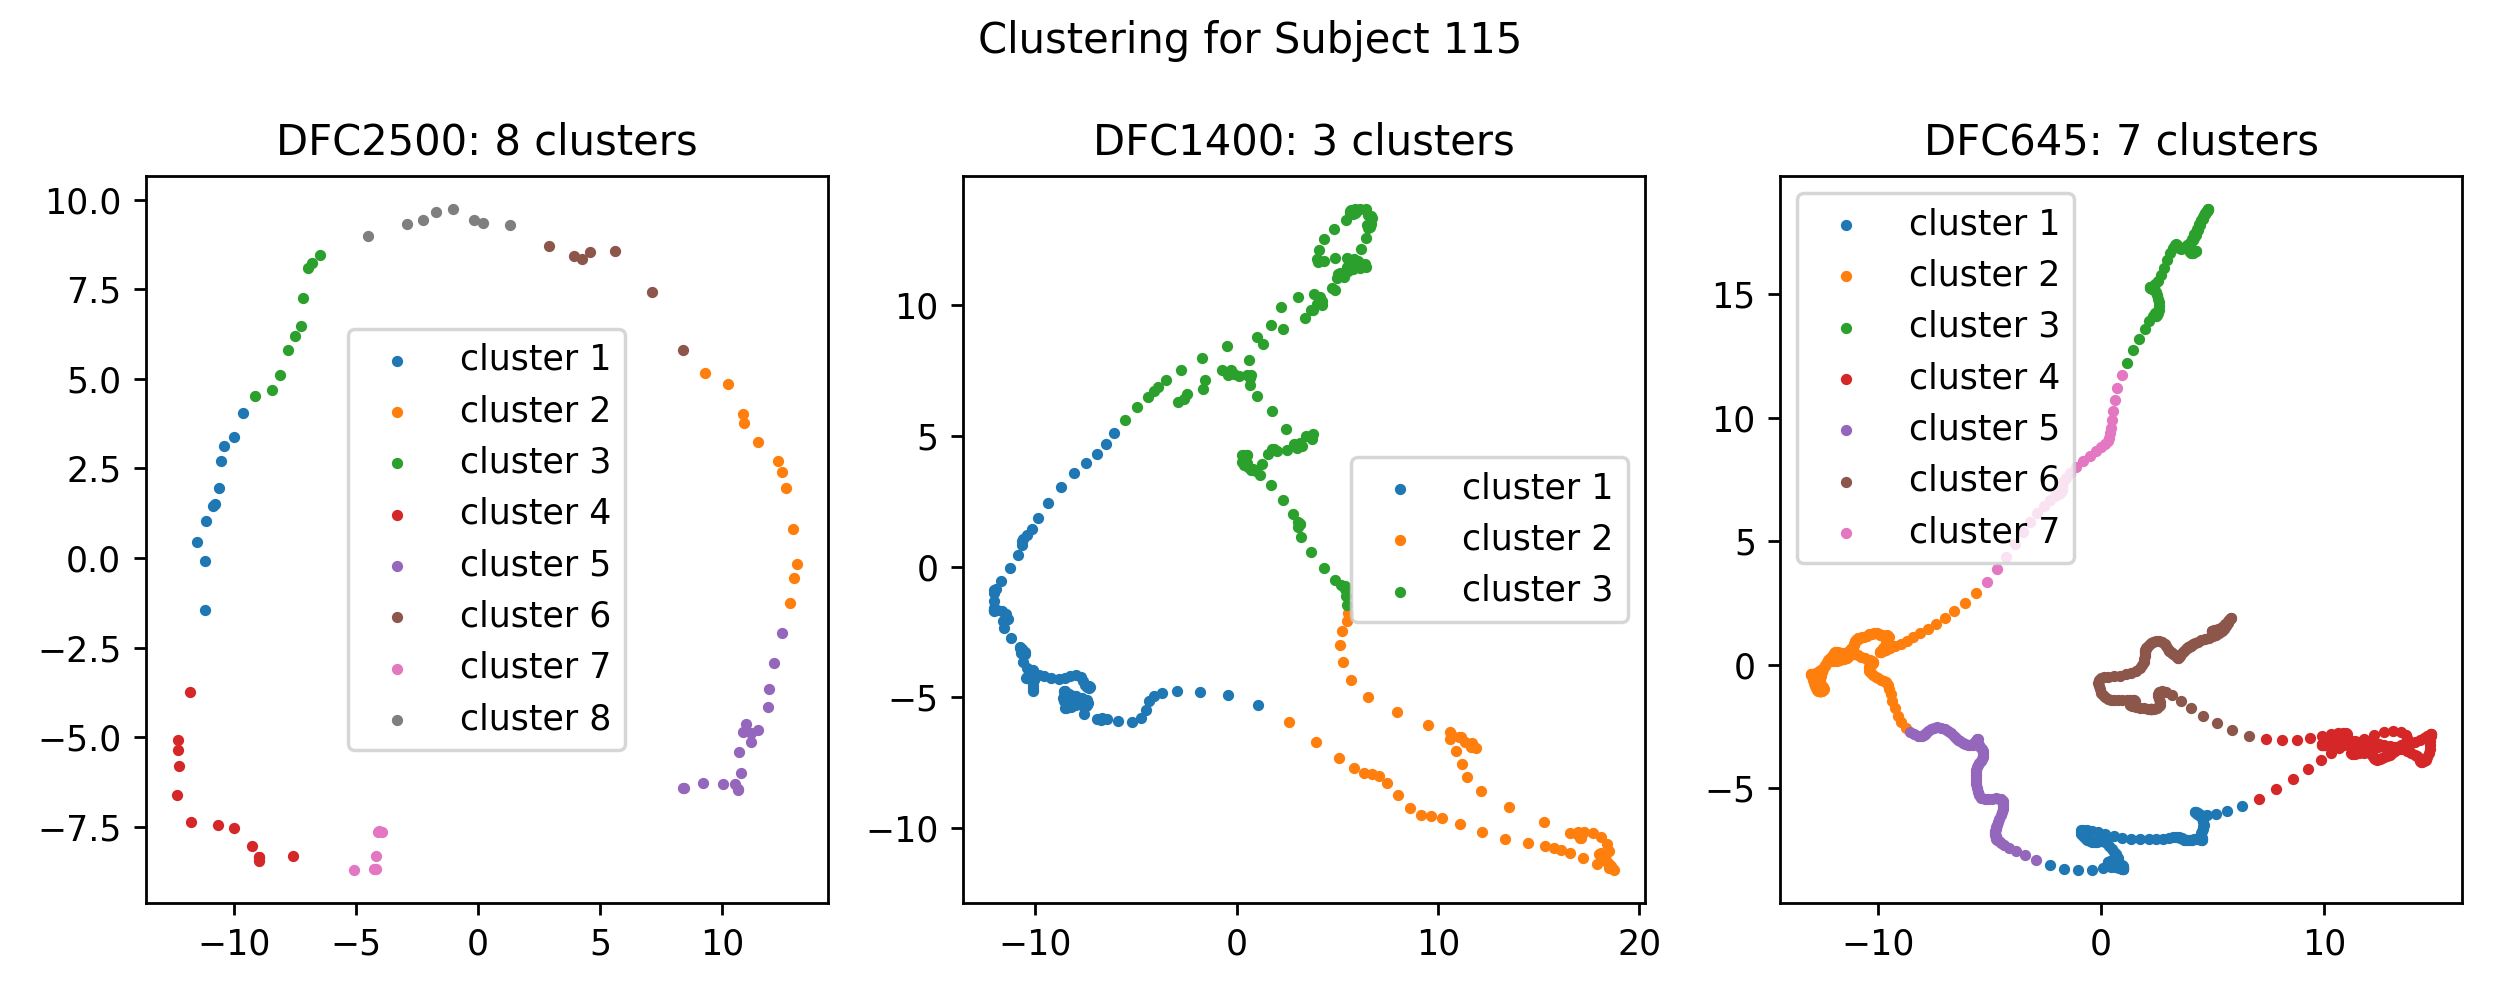 Clustering for Subject 115
DFC2500: 8 clusters
10.0
7.5
5.0
2.5
0.0
−2.5
−5.0
−7.5
−10
−5
0
5
10
cluster 1
cluster 2
cluster 3
cluster 4
cluster 5
cluster 6
cluster 7
cluster 8
DFC1400: 3 clusters
10
5
0
−5
−10
−10
0
10
20
cluster 1
cluster 2
cluster 3
DFC645: 7 clusters
15
10
5
0
−5
−10
0
10
cluster 1
cluster 2
cluster 3
cluster 4
cluster 5
cluster 6
cluster 7